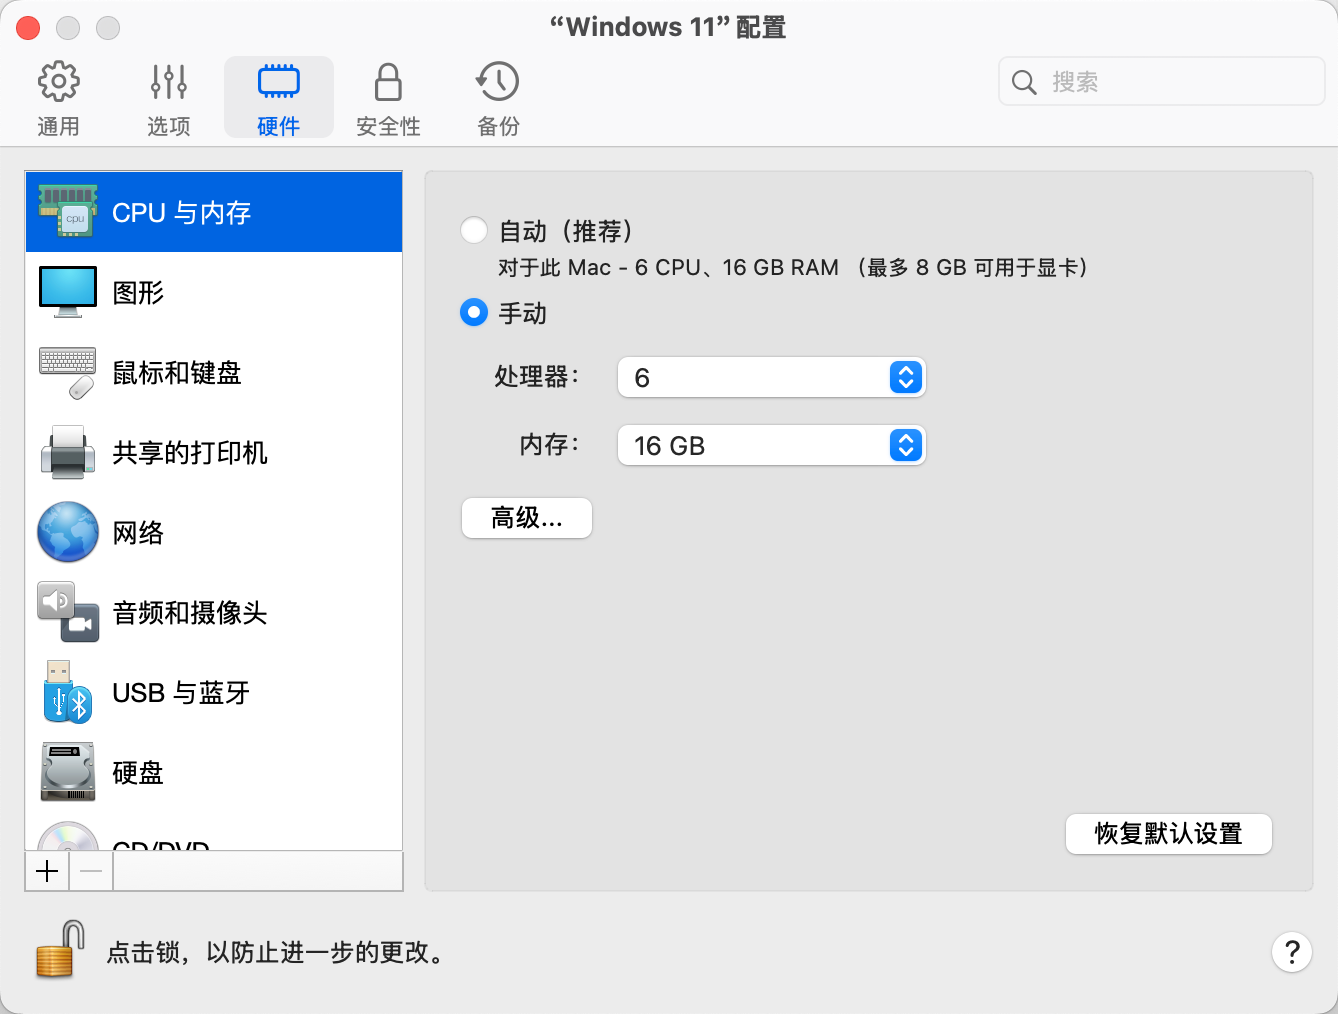 “Windows 11” 配置
通用
选项
硬件
安全性
备份
搜索
cpu
CPU 与内存
图形
鼠标和键盘
共享的打印机
网络
音频和摄像头
USB 与蓝牙
硬盘
CD/DVD
自动（推荐）
对于此 Mac - 6 CPU、16 GB RAM （最多 8 GB 可用于显卡）
手动
处理器： 6
内存： 16 GB
高级...
恢复默认设置
点击锁，以防止进一步的更改。
?